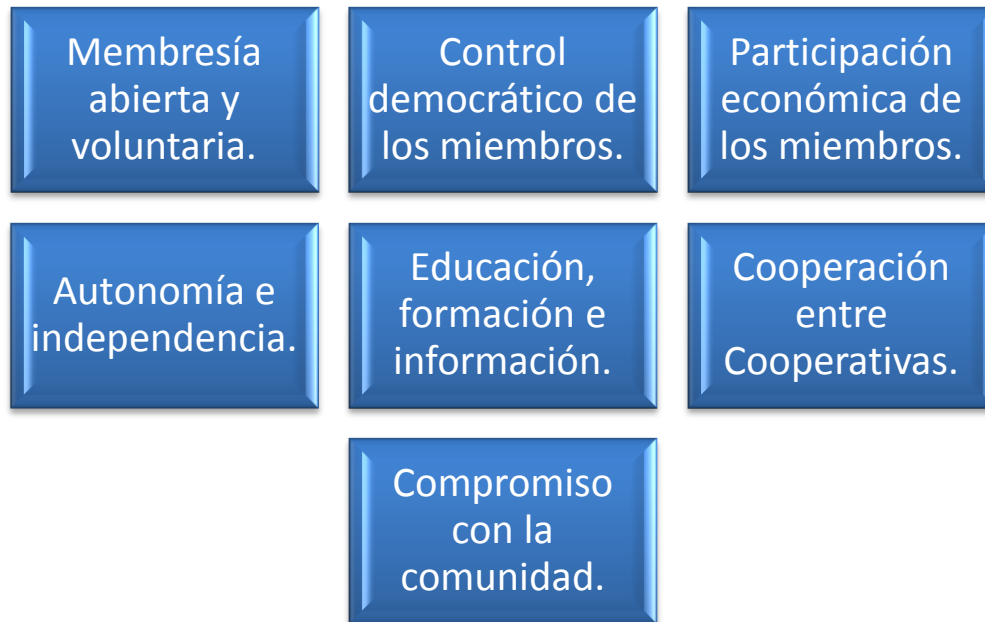 Membresía
abierta y
voluntaria.
Control
democrático de
los miembros.
Participación
económica de
los miembros.
Autonomía e
independencia.
Educación,
formación e
información.
Cooperación
entre
Cooperativas.
Compromiso
con la
comunidad.